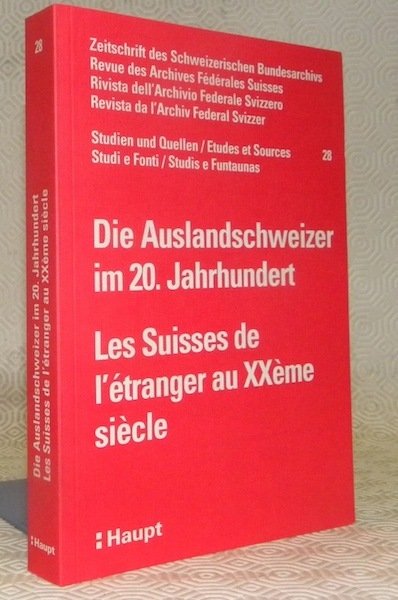 28
Die Auslandschweizer im 20. Jahrhundert
Les Suisses de l'étranger au XXème siècle
Haupt
Zeitschrift des Schweizerischen Bundesarchivs
Revue des Archives Fédérales Suisses
Rivista dell'Archivio Federale Svizzero
Revista da l'Archiv Federal Svizzer
Studien und Quellen / Etudes et Sources 28
Studi e Fonti / Studis e Funtaunas
Die Auslandschweizer
im 20. Jahrhundert
Les Suisses de
l'étranger au XXème
siècle
Haupt